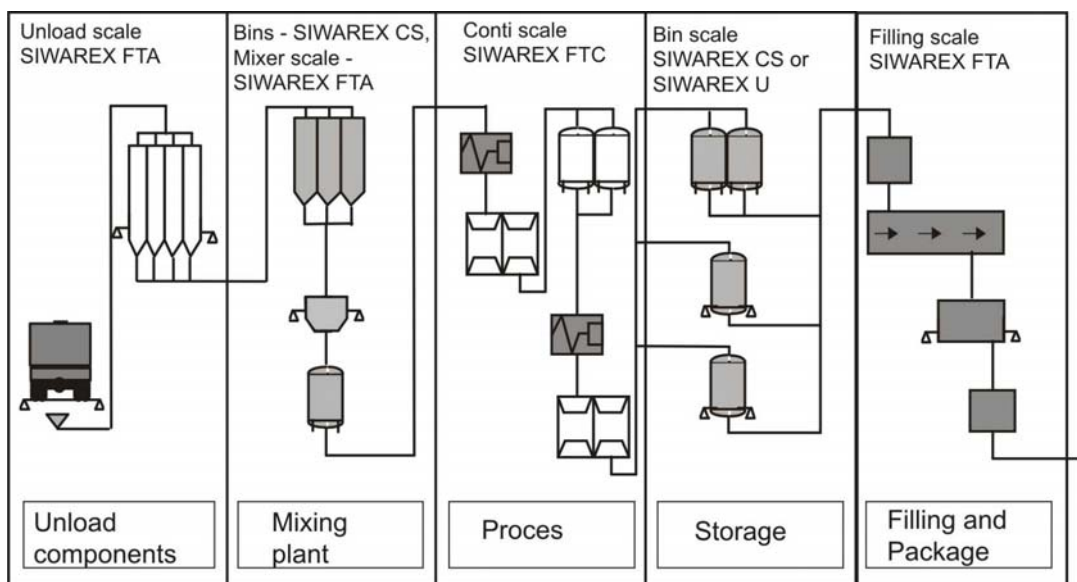 Unload scale
SIWAREX FTA
Bins - SIWAREX CS,
Mixer scale -
SIWAREX FTA
Conti scale
SIWAREX FTC
Bin scale
SIWAREX CS or
SIWAREX U
Filling scale
SIWAREX FTA
Unload
components
Mixing
plant
Proces
Storage
Filling and
Package